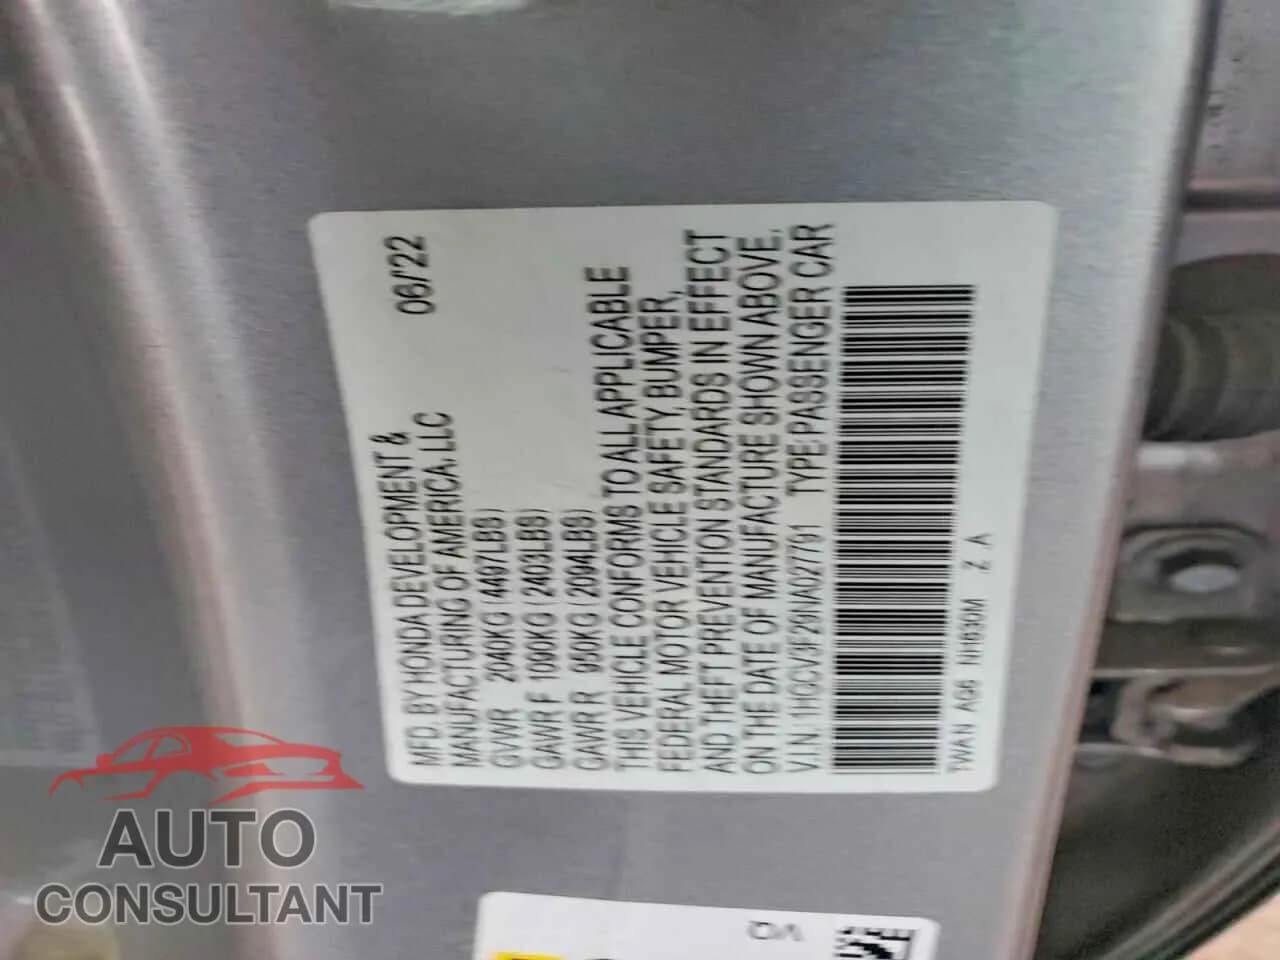 MFD. BY HONDA DEVELOPMENT & 06/'22
MANUFACTURING OF AMERICA, LLC
GVWR 2040KG (4497LBS)
GAWR F 1090KG (2403LBS)
GAWR R 950KG (2094LBS)
THIS VEHICLE CONFORMS TO ALL APPLICABLE
FEDERAL MOTOR VEHICLE SAFETY, BUMPER,
AND THEFT PREVENTION STANDARDS IN EFFECT
ON THE DATE OF MANUFACTURE SHOWN ABOVE.
V.I.N. 1HGCV3F29NA027791 TYPE:PASSENGER CAR
TWAN AG6 NH830M Z A
VQ
AUTO
CONSULTANT